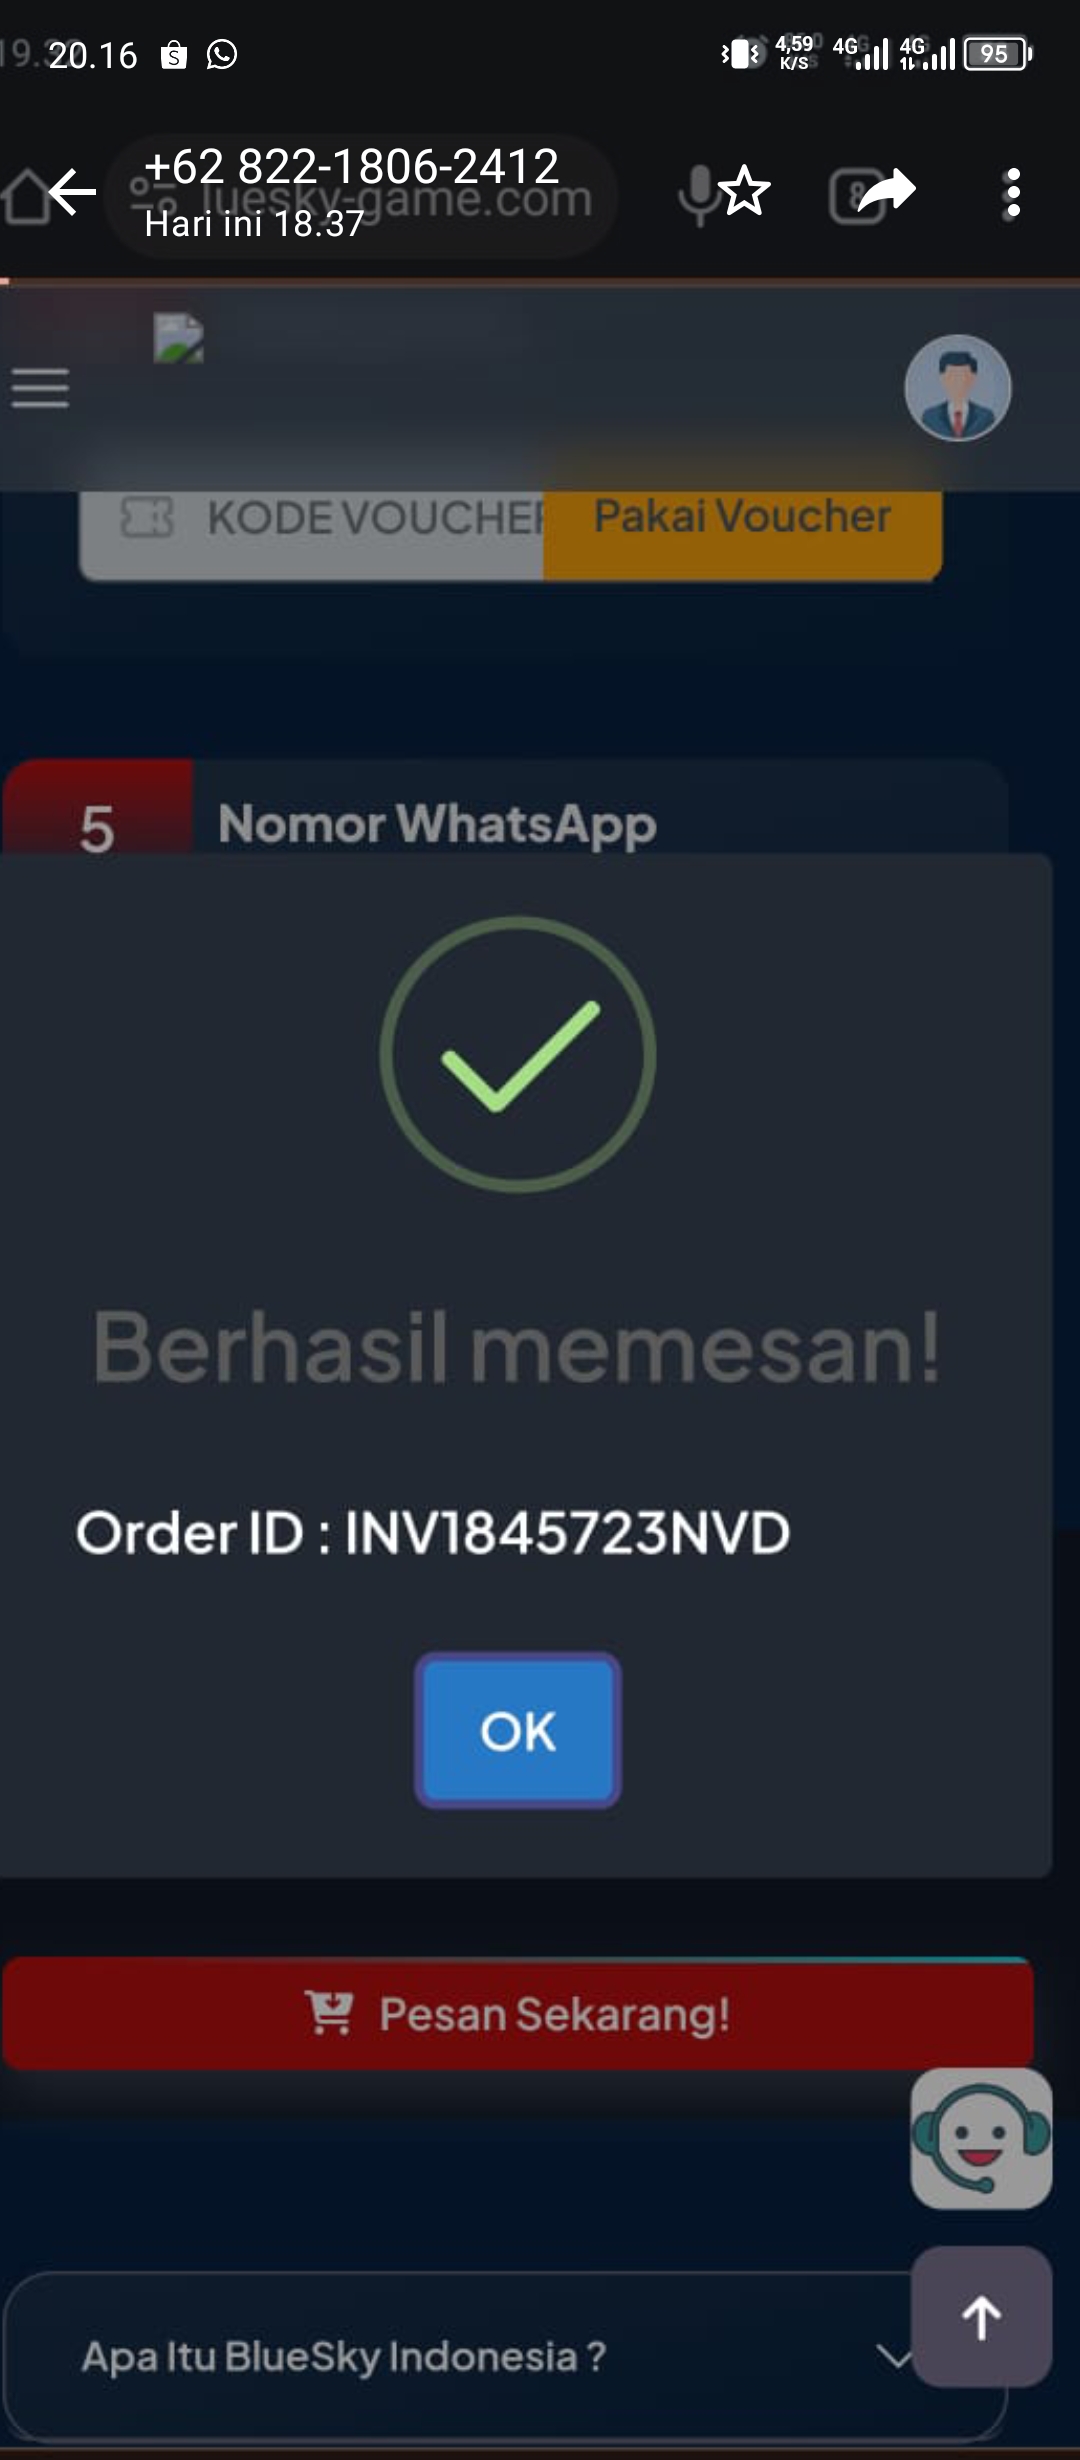 20.16
4,59
K/S
4G
4G
95
+62 822-1806-2412
luesky-game.com
8
Hari ini 18.37
KODE VOUCHER
Pakai Voucher
5
Nomor WhatsApp
Berhasil memesan!
Order ID : INV1845723NVD
OK
Pesan Sekarang!
Apa Itu BlueSky Indonesia ?